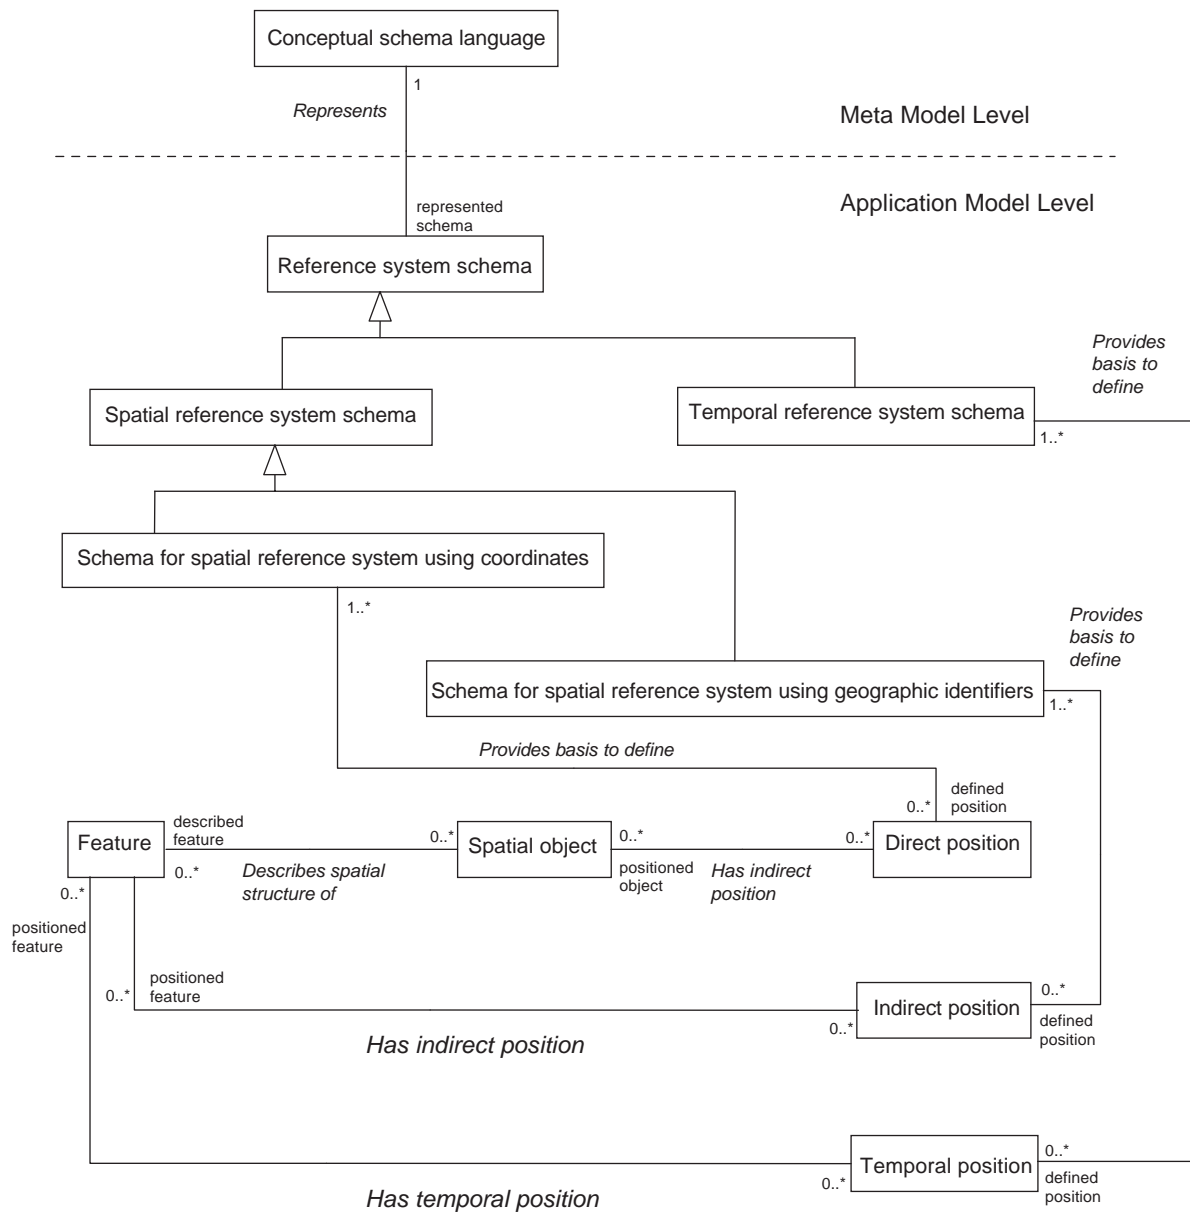 Conceptual schema language
1
Represents
Meta Model Level
Application Model Level
represented
schema
Reference system schema
Provides
basis to
define
Spatial reference system schema
Temporal reference system schema
1..*
Schema for spatial reference system using coordinates
1..*
Provides
basis to
define
Schema for spatial reference system using geographic identifiers
1..*
Provides basis to define
defined
position
0..*
Feature
described
feature
0..*
0..*
Spatial object
0..*
0..*
Direct position
Describes spatial
structure of
positioned
object
Has indirect
position
0..*
positioned
feature
positioned
feature
0..*
Indirect position
0..*
0..*
defined
position
Has indirect position
Temporal position
0..*
0..*
defined
position
Has temporal position